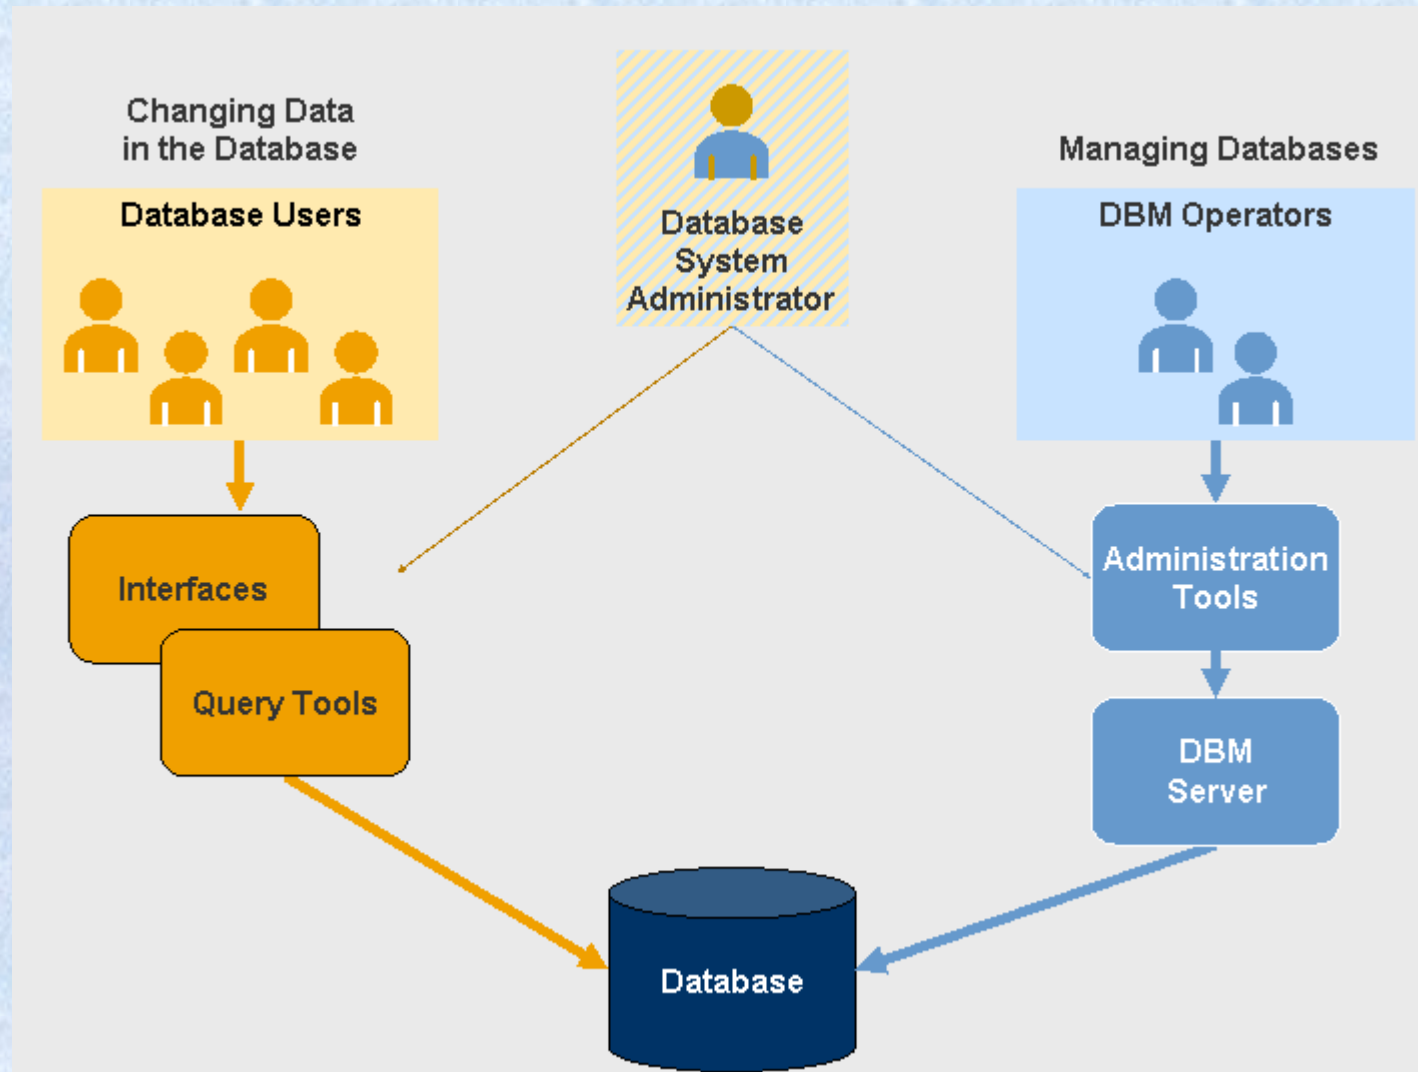 Changing Data
in the Database
Database Users
Database
System
Administrator
Managing Databases
DBM Operators
Interfaces
Query Tools
Administration
Tools
DBM
Server
Database